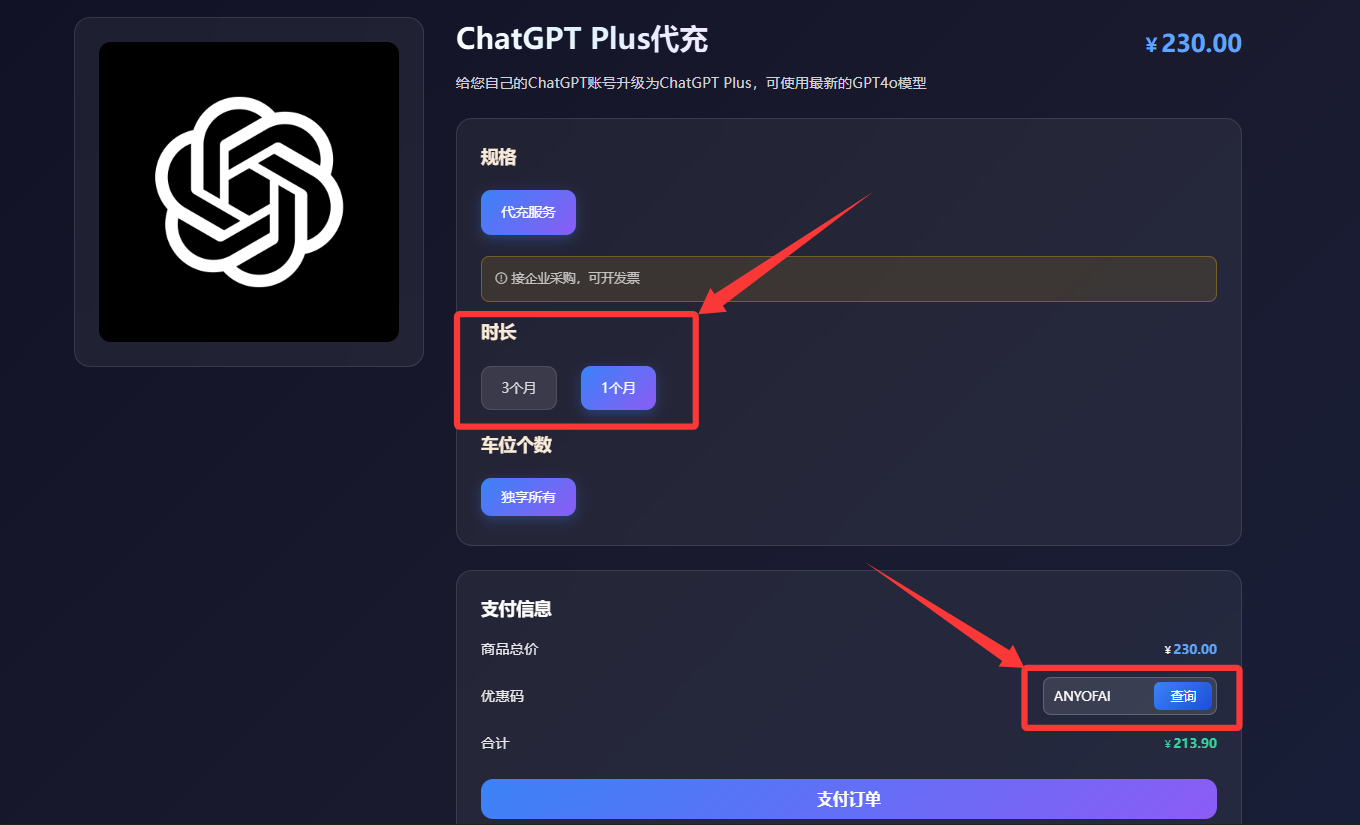 ChatGPT Plus代充
¥ 230.00
给您自己的ChatGPT账号升级为ChatGPT Plus，可使用最新的GPT4o模型
规格
代充服务
接企业采购，可开发票
时长
3个月 1个月
车位个数
独享所有
支付信息
商品总价 ¥ 230.00
优惠码 ANYOFAI 查询
合计 ¥ 213.90
支付订单